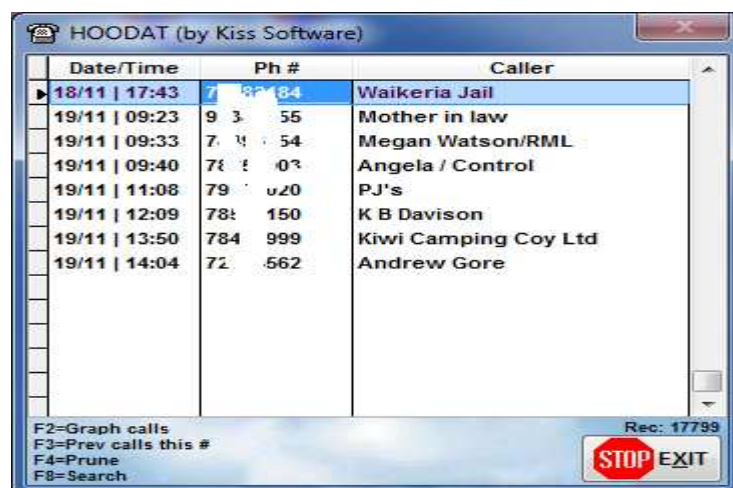 HOODAT (by Kiss Software)
Date/Time Ph # Caller
18/11 | 17:43 Waikeria Jail
19/11 | 09:23 55 Mother in law
19/11 | 09:33 54 Megan Watson/RML
19/11 | 09:40 Angela / Control
19/11 | 11:08 79 PJ's
19/11 | 12:09 150 K B Davison
19/11 | 13:50 784 999 Kiwi Camping Coy Ltd
19/11 | 14:04 562 Andrew Gore
F2=Graph calls Rec: 17799
F3=Prev calls this #
F4=Prune
F8=Search
STOP EXIT